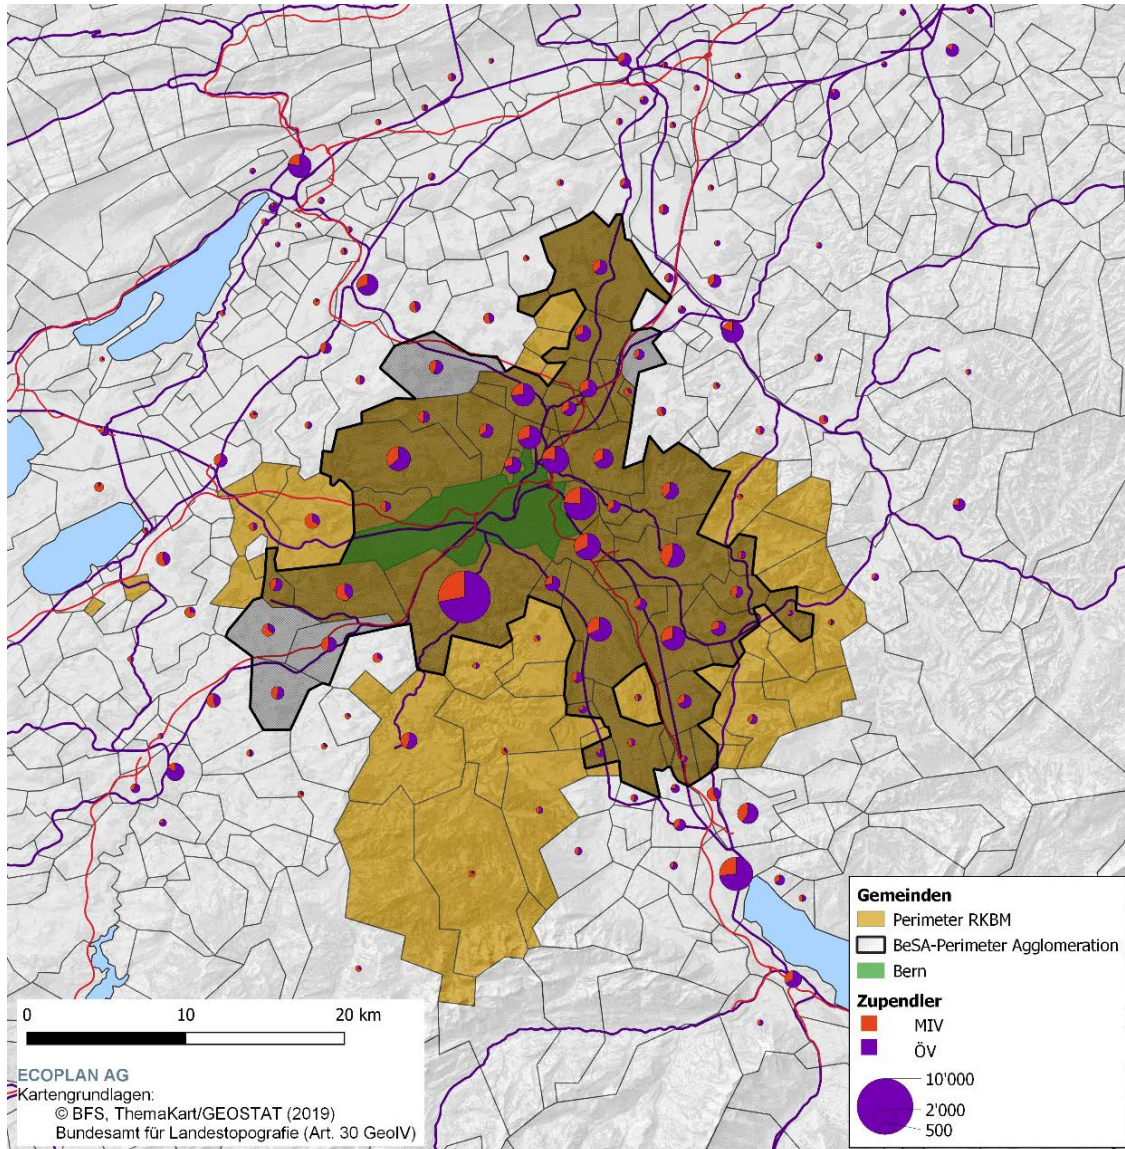 Gemeinden
Perimeter RKBM
BeSA-Perimeter Agglomeration
Bern
Zupendler
MIV
ÖV
10'000
2'000
500
0 10 20 km
ECOPLAN AG
Kartengrundlagen:
© BFS, ThemaKart/GEOSTAT (2019)
Bundesamt für Landestopografie (Art. 30 GeoIV)